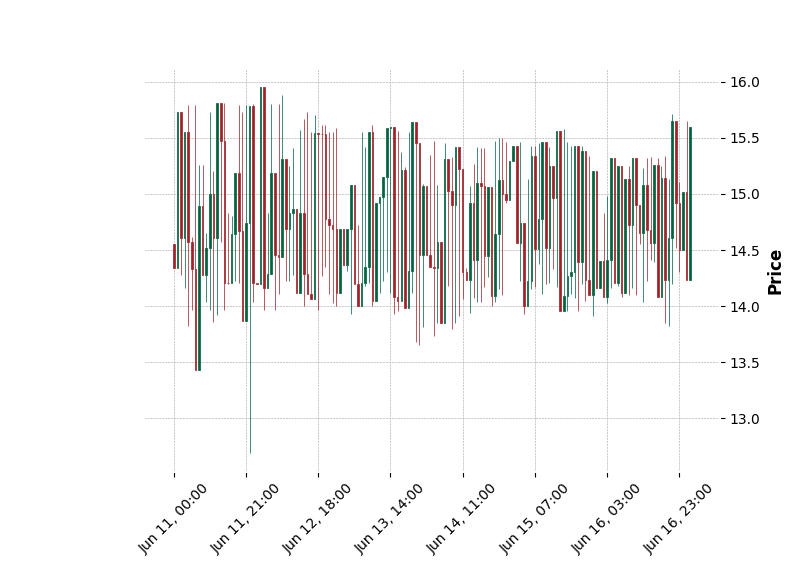 16.0
15.5
15.0
14.5
14.0
13.5
13.0
Price
Jun 11, 00:00
Jun 11, 21:00
Jun 12, 18:00
Jun 13, 14:00
Jun 14, 11:00
Jun 15, 07:00
Jun 16, 03:00
Jun 16, 23:00